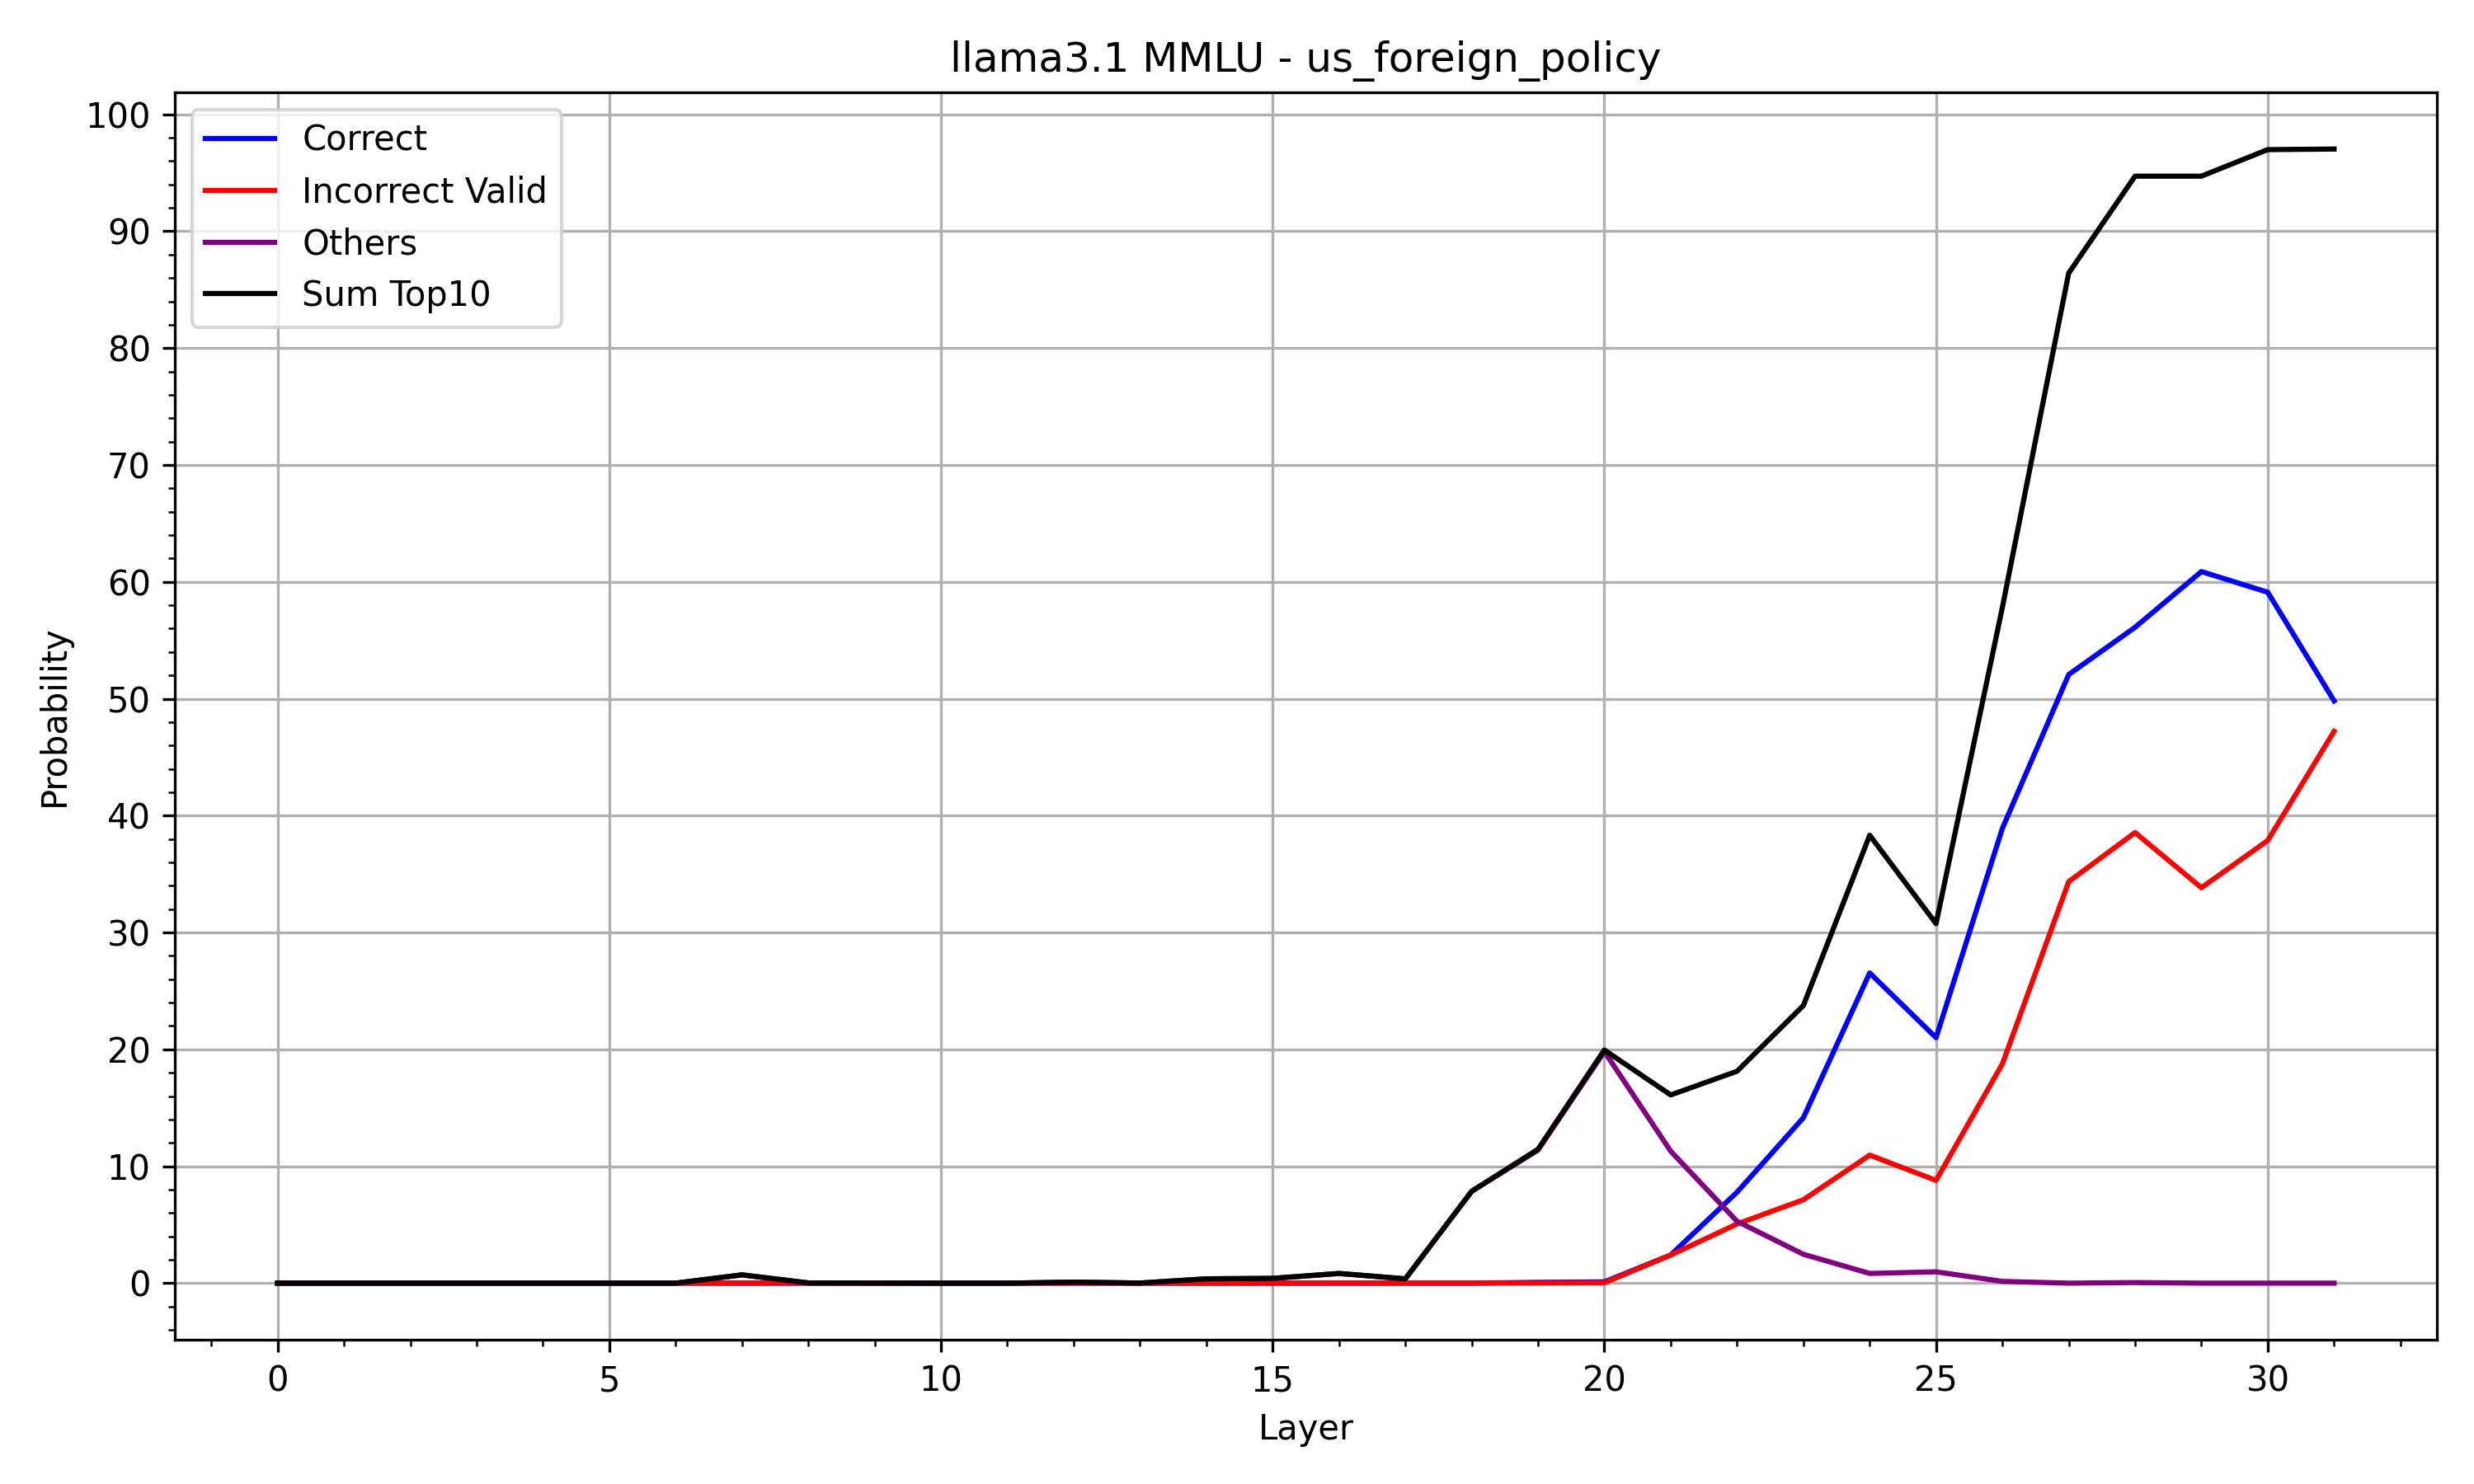 llama3.1 MMLU - us_foreign_policy
Correct
Incorrect Valid
Others
Sum Top10
100
90
80
70
60
50
40
30
20
10
0
Probability
0 5 10 15 20 25 30
Layer